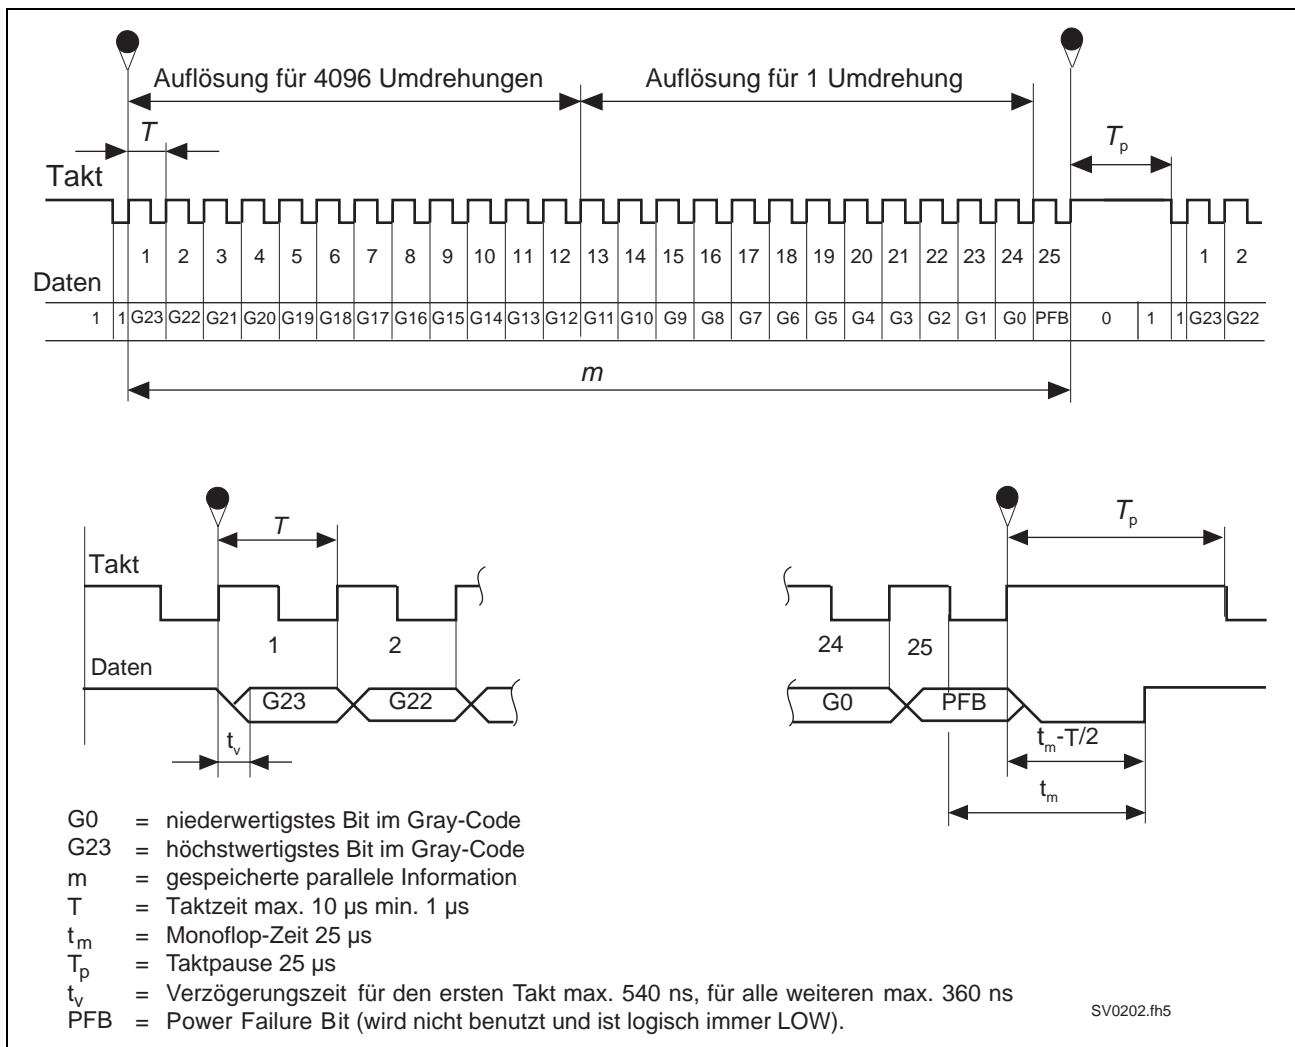 Auflösung für 4096 Umdrehungen Auflösung für 1 Umdrehung
T Tp
Takt
1 2 3 4 5 6 7 8 9 10 11 12 13 14 15 16 17 18 19 20 21 22 23 24 25 1 2
Daten
1 1 G23 G22 G21 G20 G19 G18 G17 G16 G15 G14 G13 G12 G11 G10 G9 G8 G7 G6 G5 G4 G3 G2 G1 G0 PFB 0 1 1 G23 G22
m
T Tp
Takt
1 2 24 25
Daten
G23 G22 G0 PFB
tv tm-T/2
tm
G0 = niederwertigstes Bit im Gray-Code
G23 = höchstwertigstes Bit im Gray-Code
m = gespeicherte parallele Information
T = Taktzeit max. 10 µs min. 1 µs
tm = Monoflop-Zeit 25 µs
Tp = Taktpause 25 µs
tv = Verzögerungszeit für den ersten Takt max. 540 ns, für alle weiteren max. 360 ns
PFB = Power Failure Bit (wird nicht benutzt und ist logisch immer LOW).
SV0202.fh5